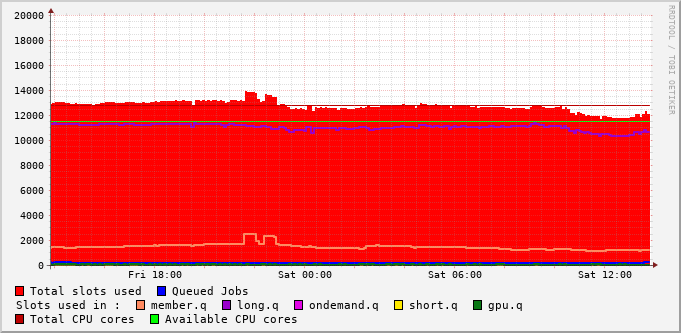 20000
18000
16000
14000
12000
10000
8000
6000
4000
2000
0
Fri 18:00 Sat 00:00 Sat 06:00 Sat 12:00
Total slots used Queued Jobs
Slots used in : member.q long.q ondemand.q short.q gpu.q
Total CPU cores Available CPU cores
RRDTOOL / TOBI OETIKER